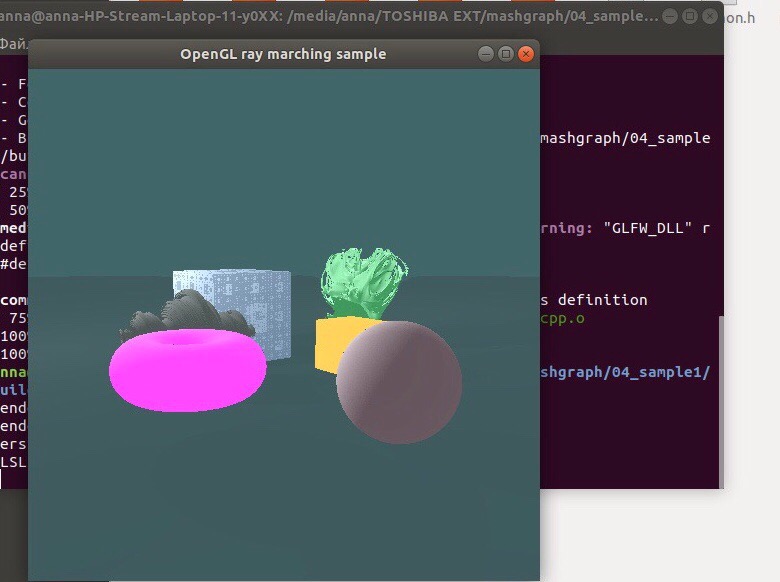 anna@anna-HP-Stream-Laptop-11-y0XX: /media/anna/TOSHIBA EXT/mashgraph/04_sample...
on.h
Фай
OpenGL ray marching sample
- F
- C
- G
- B mashgraph/04_sample
/bu
can
25%
50%
med rning: "GLFW_DLL" r
def
#de
com s definition
75% cpp.o
100%
100%
nna shgraph/04_sample1/
uil
end
end
ers
LSL